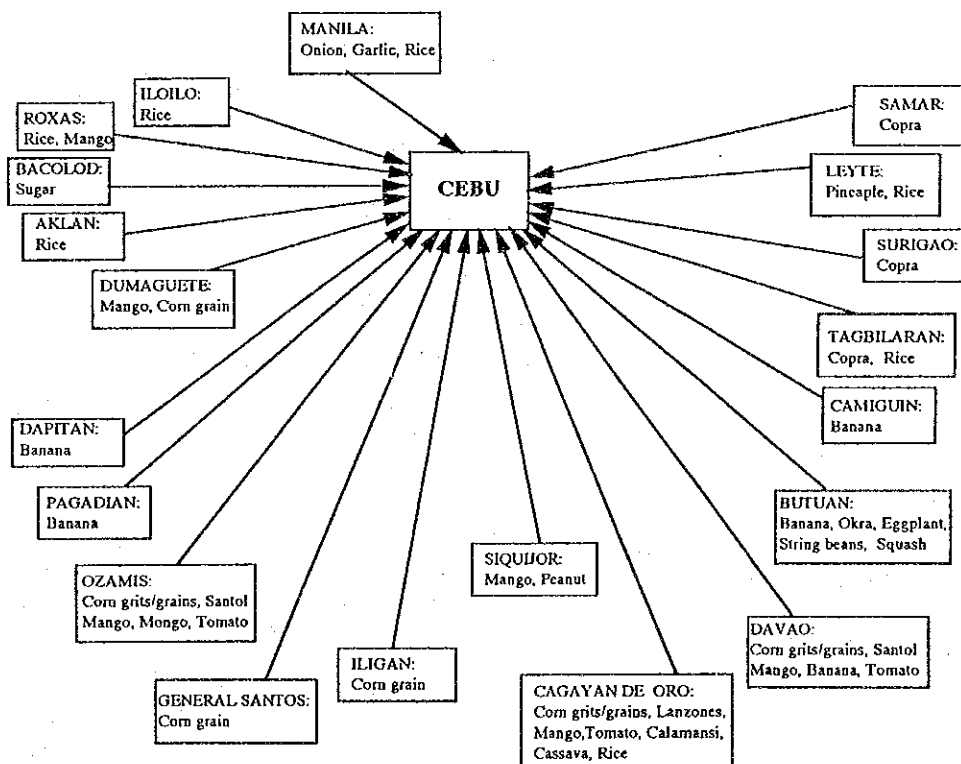 MANILA:
Onion, Garlic, Rice
ILOILO:
Rice
ROXAS:
Rice, Mango
BACOLOD:
Sugar
AKLAN:
Rice
DUMAGUETE:
Mango, Corn grain
CEBU
SAMAR:
Copra
LEYTE:
Pineaple, Rice
SURIGAO:
Copra
TAGBILARAN:
Copra, Rice
CAMIGUIN:
Banana
DAPITAN:
Banana
PAGADIAN:
Banana
OZAMIS:
Corn grits/grains, Santol
Mango, Mongo, Tomato
GENERAL SANTOS:
Corn grain
ILIGAN:
Corn grain
SIQUIJOR:
Mango, Peanut
CAGAYAN DE ORO:
Corn grits/grains, Lanzones,
Mango,Tomato, Calamansi,
Cassava, Rice
DAVAO:
Corn grits/grains, Santol
Mango, Banana, Tomato
BUTUAN:
Banana, Okra, Eggplant,
String beans, Squash